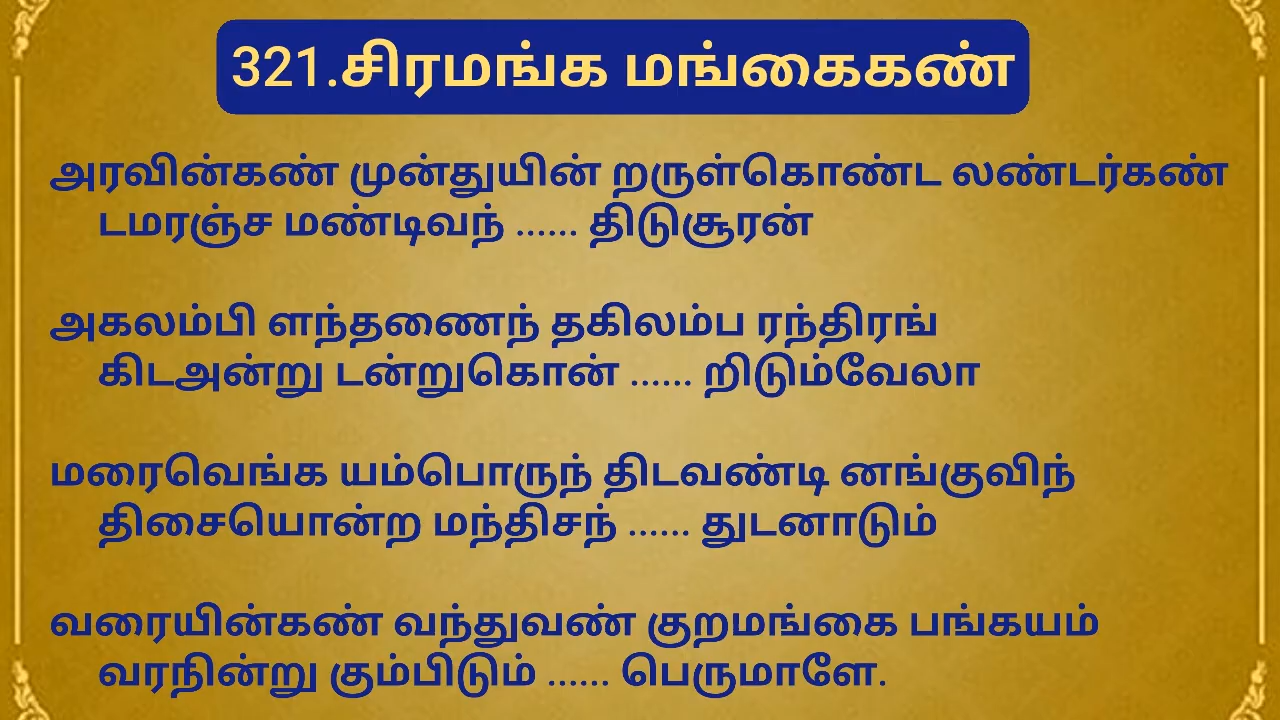 321.சிரமங்க மங்கைகண்
அரவின்கண் முன்துயின் றருள்கொண்ட லண்டர்கண்
டமரஞ்ச மண்டிவந் ...... திடுசூரன்
அகலம்பி ளந்தணைந் தகிலம்ப ரந்திரங்
கிடஅன்று டன்றுகொன் ...... றிடும்வேலா
மரைவெங்க யம்பொருந் திடவண்டி னங்குவிந்
திசையொன்ற மந்திசந் ...... துடனாடும்
வரையின்கண் வந்துவண் குறமங்கை பங்கயம்
வரநின்று கும்பிடும் ...... பெருமாளே.